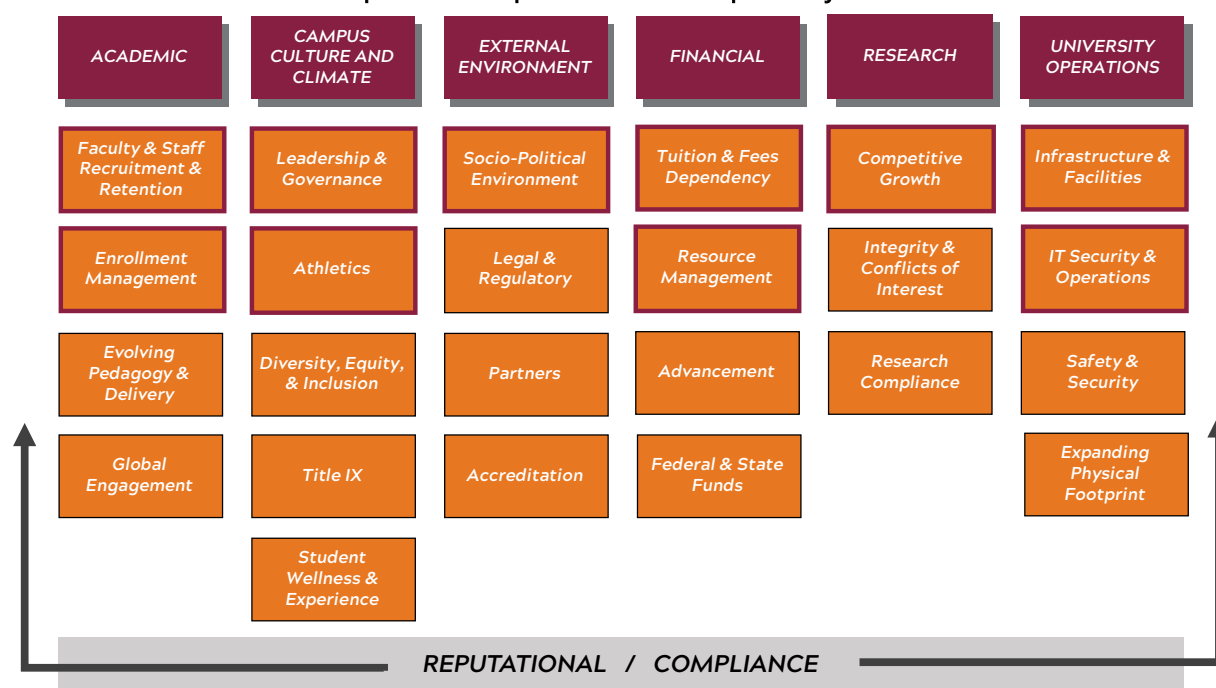 ACADEMIC
CAMPUS
CULTURE AND
CLIMATE
EXTERNAL
ENVIRONMENT
FINANCIAL
RESEARCH
UNIVERSITY
OPERATIONS
Faculty & Staff
Recruitment &
Retention
Leadership &
Governance
Socio-Political
Environment
Tuition & Fees
Dependency
Competitive
Growth
Infrastructure &
Facilities
Enrollment
Management
Athletics
Legal &
Regulatory
Resource
Management
Integrity &
Conflicts of
Interest
IT Security &
Operations
Evolving
Pedagogy &
Delivery
Diversity, Equity,
& Inclusion
Partners
Advancement
Research
Compliance
Safety &
Security
Global
Engagement
Title IX
Accreditation
Federal & State
Funds
Expanding
Physical
Footprint
Student
Wellness &
Experience
REPUTATIONAL / COMPLIANCE